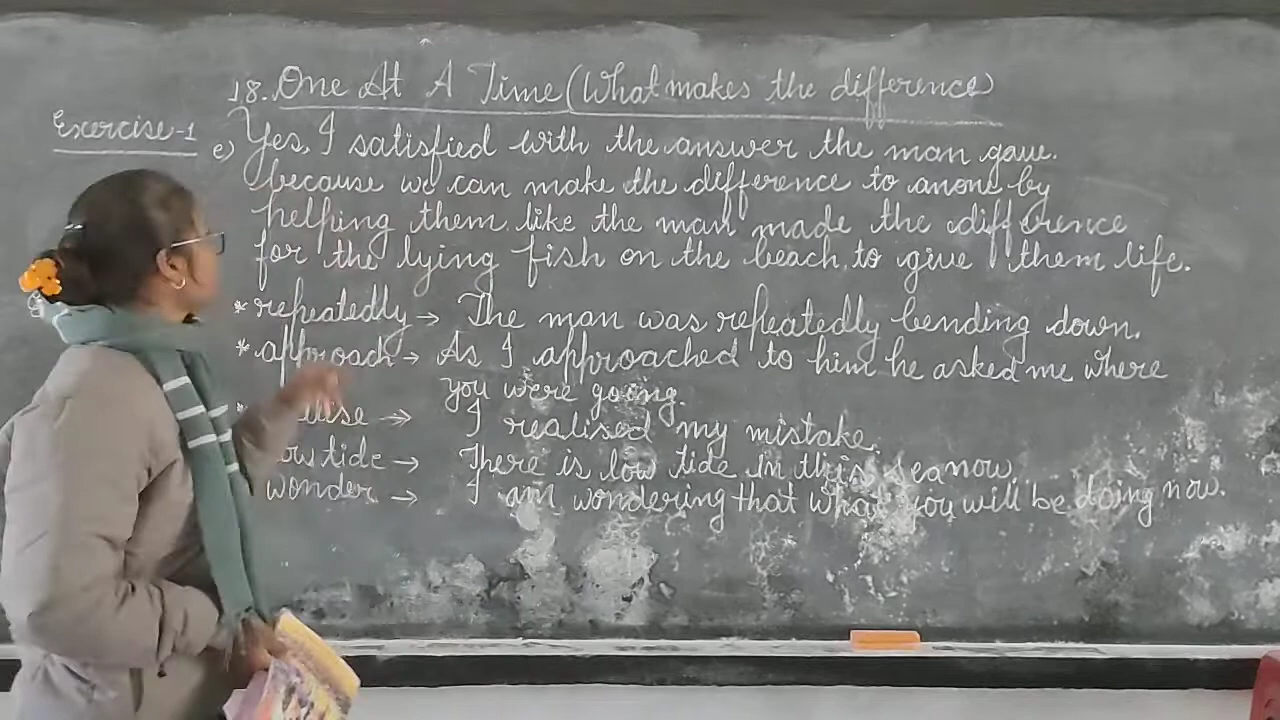 18. One At A Time (What makes the difference)
Exercise-1
e) Yes, I satisfied with the answer the man gave.
because we can make the difference to anone by
helping them like the man made the difference
for the lying fish on the beach, to give them life.
* repeatedly → The man was repeatedly bending down.
* approach → As I approached to him he asked me where
you were going.
* lise → I realised my mistake.
ow tide → There is low tide in this sea now.
wonder → I am wondering that what you will be doing now.